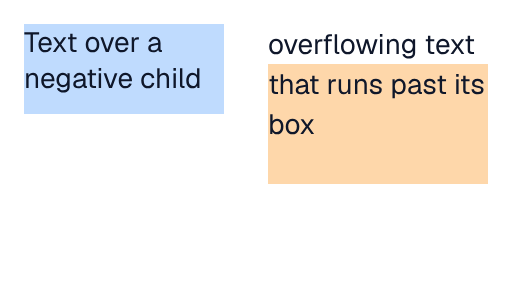 Text over a
negative child
overflowing text
that runs past its
box